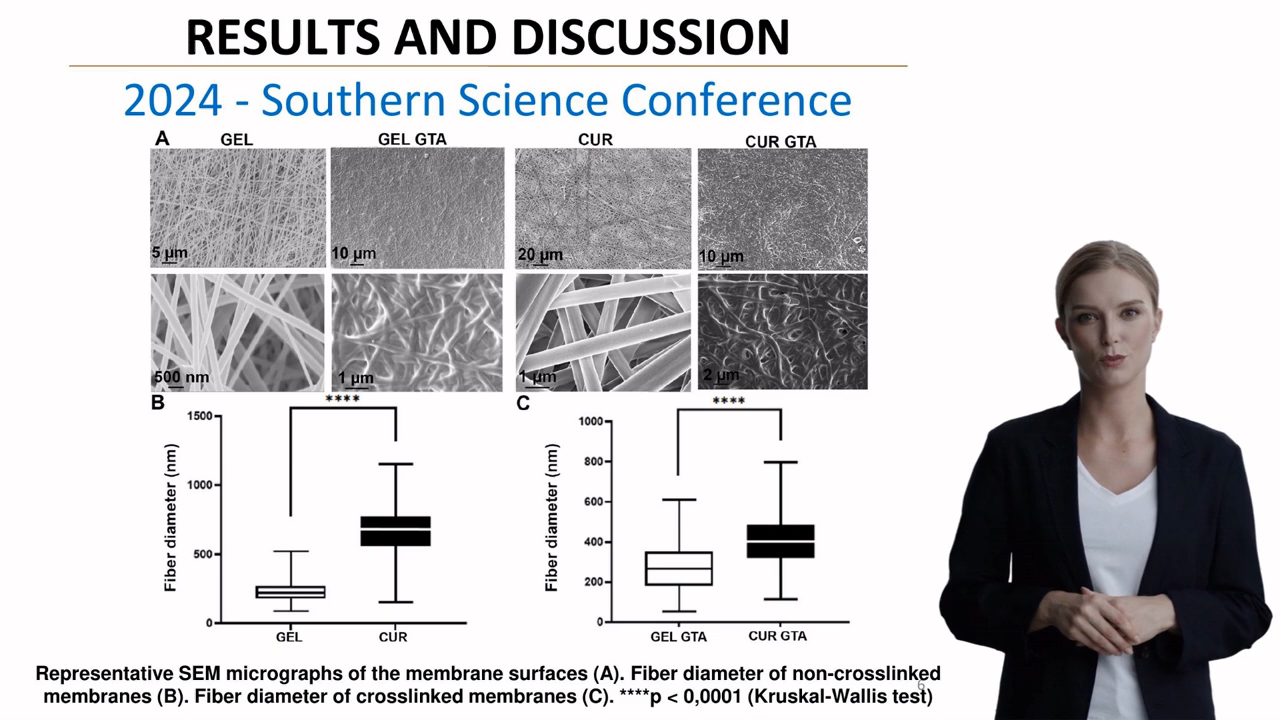 RESULTS AND DISCUSSION
2024 - Southern Science Conference
A
GEL
GEL GTA
CUR
CUR GTA
5 µm
10 µm
20 µm
10 µm
500 nm
1 µm
1 µm
2 µm
B
****
1500
1000
500
0
Fiber diameter (nm)
GEL
CUR
C
****
1000
800
600
400
200
0
Fiber diameter (nm)
GEL GTA
CUR GTA
Representative SEM micrographs of the membrane surfaces (A). Fiber diameter of non-crosslinked
membranes (B). Fiber diameter of crosslinked membranes (C). ****p < 0,0001 (Kruskal-Wallis test)
6